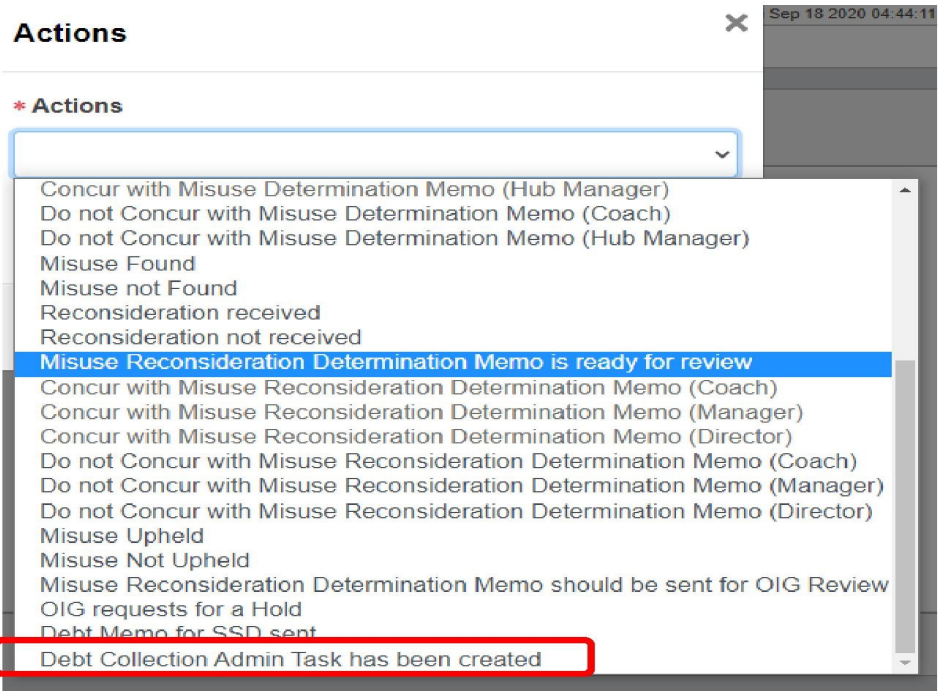 Sep 18 2020 04:44:11
Actions
* Actions
Concur with Misuse Determination Memo (Hub Manager)
Do not Concur with Misuse Determination Memo (Coach)
Do not Concur with Misuse Determination Memo (Hub Manager)
Misuse Found
Misuse not Found
Reconsideration received
Reconsideration not received
Misuse Reconsideration Determination Memo is ready for review
Concur with Misuse Reconsideration Determination Memo (Coach)
Concur with Misuse Reconsideration Determination Memo (Manager)
Concur with Misuse Reconsideration Determination Memo (Director)
Do not Concur with Misuse Reconsideration Determination Memo (Coach)
Do not Concur with Misuse Reconsideration Determination Memo (Manager)
Do not Concur with Misuse Reconsideration Determination Memo (Director)
Misuse Upheld
Misuse Not Upheld
Misuse Reconsideration Determination Memo should be sent for OIG Review
OIG requests for a Hold
Debt Memo for SSD sent
Debt Collection Admin Task has been created